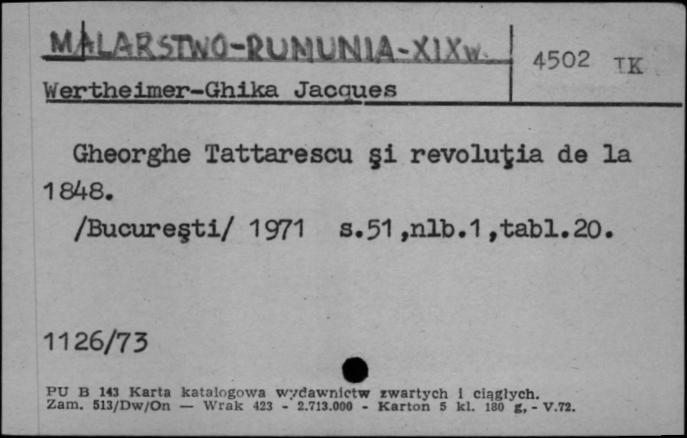 MALARSTWO-RUMUNIA-XIXw.
4502 TK
Wertheimer-Ghika Jacques
Gheorghe Tattarescu şi revoluţia de la
1848.
/Bucureşti/ 1971 s.51,nlb.1,tabl.20.
1126/73
PU B 143 Karta katalogowa wydawnictw zwartych i ciągłych.
Zam. 513/Dw/On — Wrak 423 - 2.713.000 - Karton 5 kl. 180 g, - V.72.